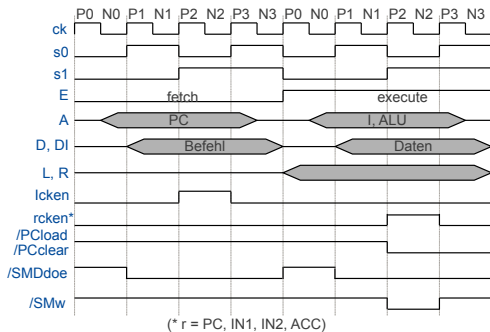 P0 N0 P1 N1 P2 N2 P3 N3 P0 N0 P1 N1 P2 N2 P3 N3
ck
s0
s1
E fetch execute
A PC I, ALU
D, DI Befehl Daten
L, R
Icken
rcken*
/PCload
/PCclear
/SMDdoe
/SMw
(* r = PC, IN1, IN2, ACC)